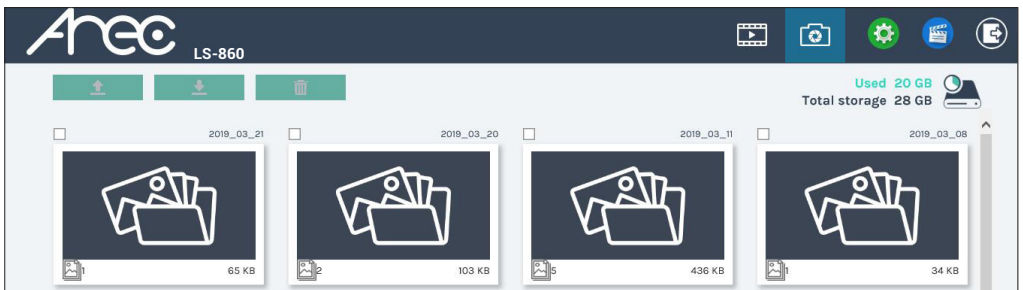 Arec
LS-860
Used 20 GB
Total storage 28 GB
2019_03_21
2019_03_20
2019_03_11
2019_03_08
1
65 KB
2
103 KB
5
436 KB
1
34 KB